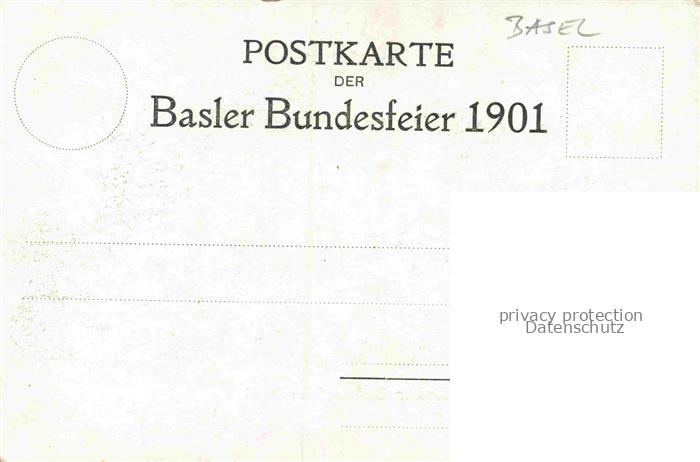 BASEL
POSTKARTE
DER
Basler Bundesfeier 1901
privacy protection
Datenschutz